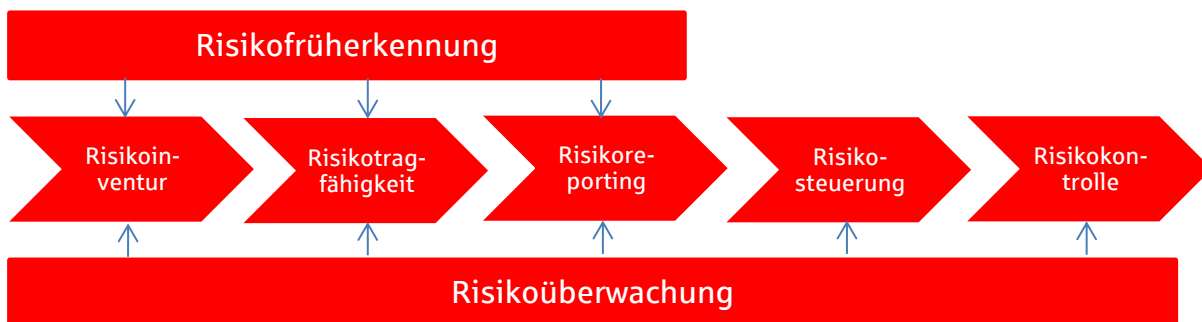 Risikofrüherkennung
Risikoin-
ventur
Risikotrag-
fähigkeit
Risikore-
porting
Risiko-
steuerung
Risikokon-
trolle
Risikoüberwachung